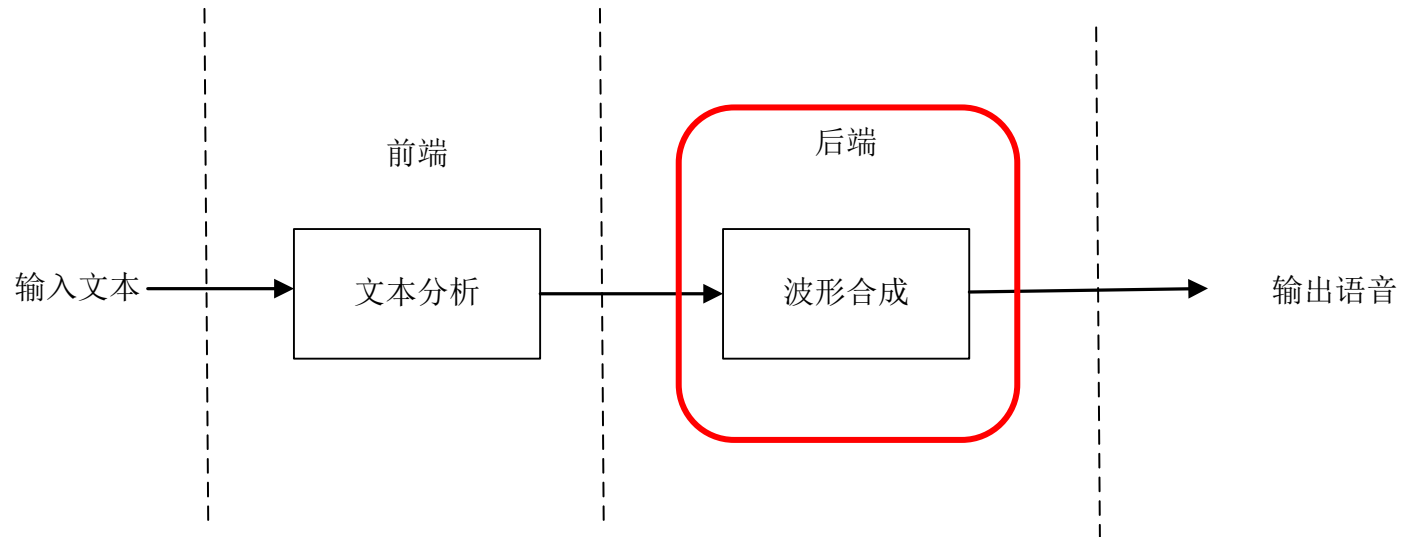 前端
后端
输入文本
文本分析
波形合成
输出语音